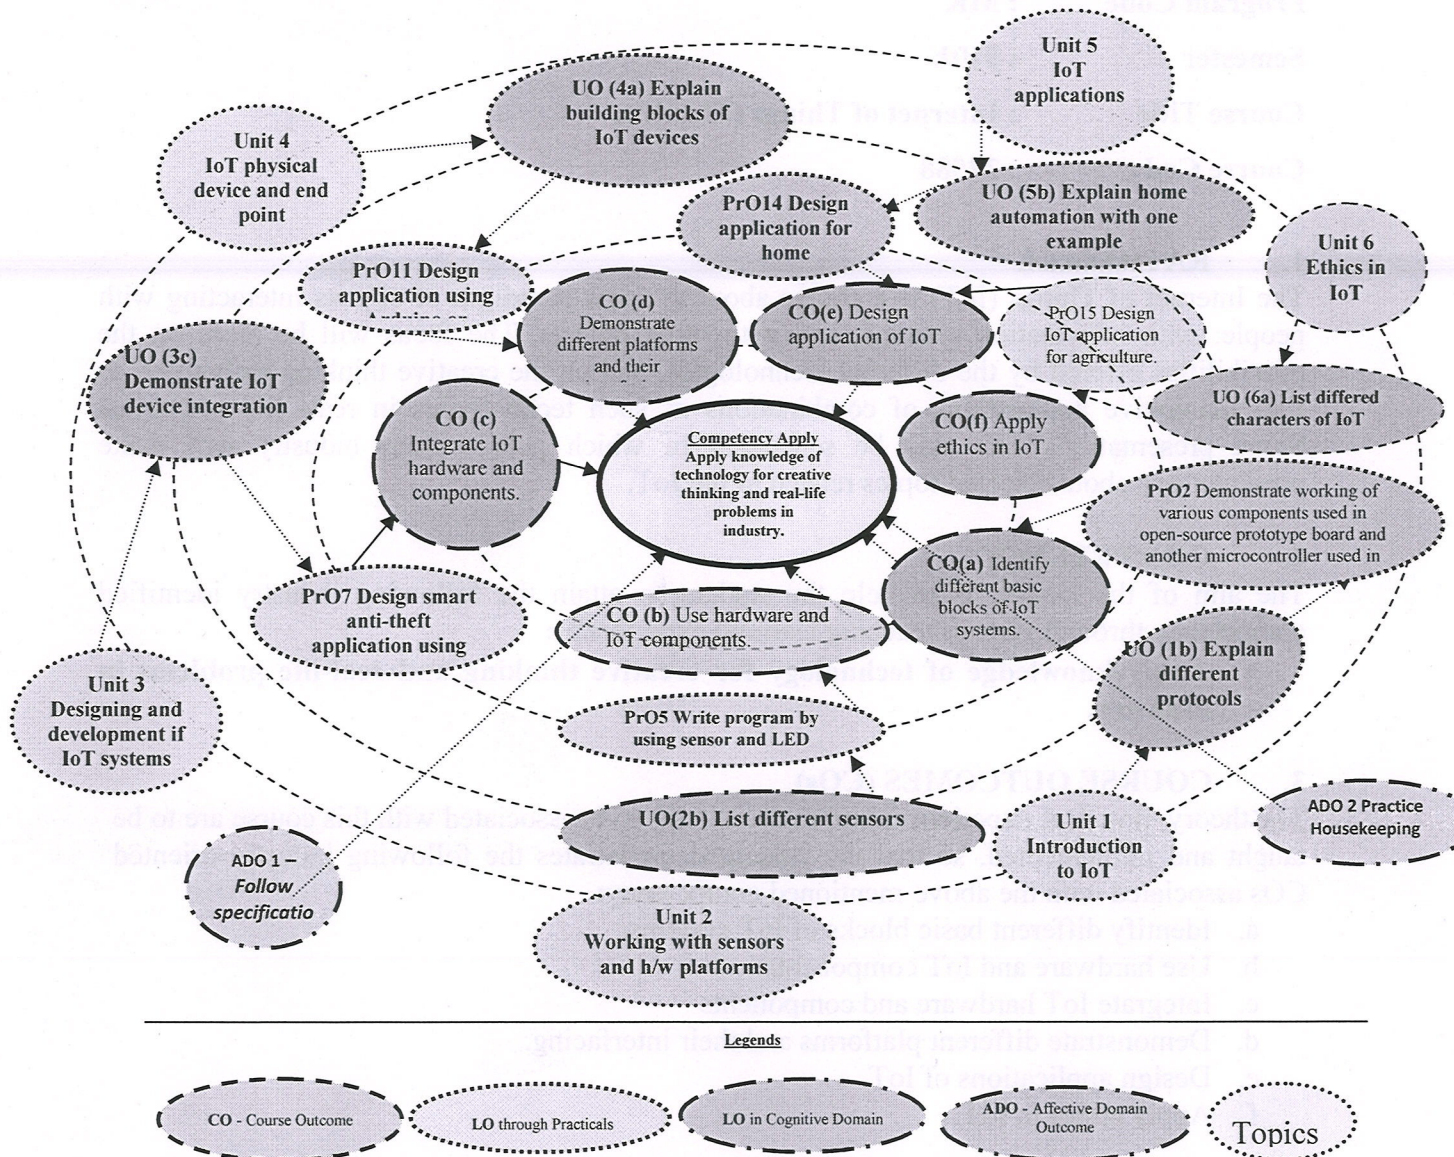 Unit 5
IoT
applications
UO (4a) Explain
building blocks of
IoT devices
Unit 4
IoT physical
device and end
point
UO (5b) Explain home
automation with one
example
PrO14 Design
application for
home
Unit 6
Ethics in
IoT
PrO11 Design
application using
CO (d)
Demonstrate
different platforms
and their
CO(e) Design
application of IoT
PrO15 Design
IoT application
for agriculture.
UO (3c)
Demonstrate IoT
device integration
UO (6a) List differed
characters of IoT
CO (c)
Integrate IoT
hardware and
components.
Competency Apply
Apply knowledge of
technology for creative
thinking and real-life
problems in
industry.
CO(f) Apply
ethics in IoT
PrO2 Demonstrate working of
various components used in
open-source prototype board and
another microcontroller used in
CO(a) Identify
different basic
blocks of IoT
systems.
PrO7 Design smart
anti-theft
application using
CO (b) Use hardware and
IoT components.
UO (1b) Explain
different
protocols
Unit 3
Designing and
development if
IoT systems
PrO5 Write program by
using sensor and LED
UO(2b) List different sensors
Unit 1
Introduction
to IoT
ADO 2 Practice
Housekeeping
ADO 1 –
Follow
specificatio
Unit 2
Working with sensors
and h/w platforms
Legends
CO - Course Outcome
LO through Practicals
LO in Cognitive Domain
ADO - Affective Domain
Outcome
Topics